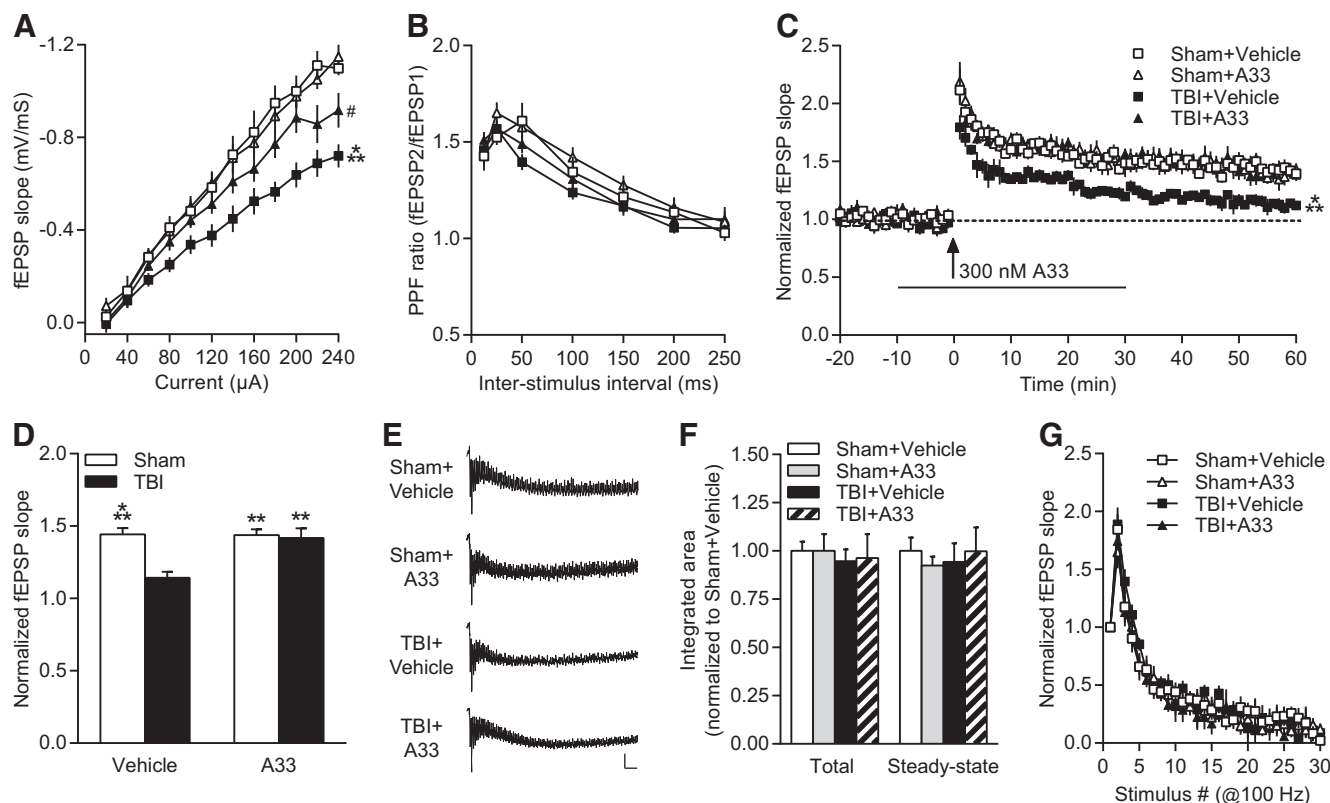 A
fEPSP slope (mV/mS)
-1.2
-0.8
-0.4
0.0
#
*
**
0 40 80 120 160 200 240
Current (µA)
B
PPF ratio (fEPSP2/fEPSP1)
2.0
1.5
1.0
0.5
0 50 100 150 200 250
Inter-stimulus interval (ms)
C
Normalized fEPSP slope
2.5
2.0
1.5
1.0
0.5
0.0
Sham+Vehicle
Sham+A33
TBI+Vehicle
TBI+A33
*
**
300 nM A33
-20 -10 0 10 20 30 40 50 60
Time (min)
D
Normalized fEPSP slope
2.0
1.5
1.0
0.5
0.0
Sham
TBI
*
**
**
**
Vehicle A33
E
Sham+
Vehicle
Sham+
A33
TBI+
Vehicle
TBI+
A33
F
Integrated area
(normalized to Sham+Vehicle)
1.50
1.25
1.00
0.75
0.50
0.25
0.00
Sham+Vehicle
Sham+A33
TBI+Vehicle
TBI+A33
Total Steady-state
G
Normalized fEPSP slope
2.5
2.0
1.5
1.0
0.5
0.0
Sham+Vehicle
Sham+A33
TBI+Vehicle
TBI+A33
0 5 10 15 20 25 30
Stimulus # (@100 Hz)